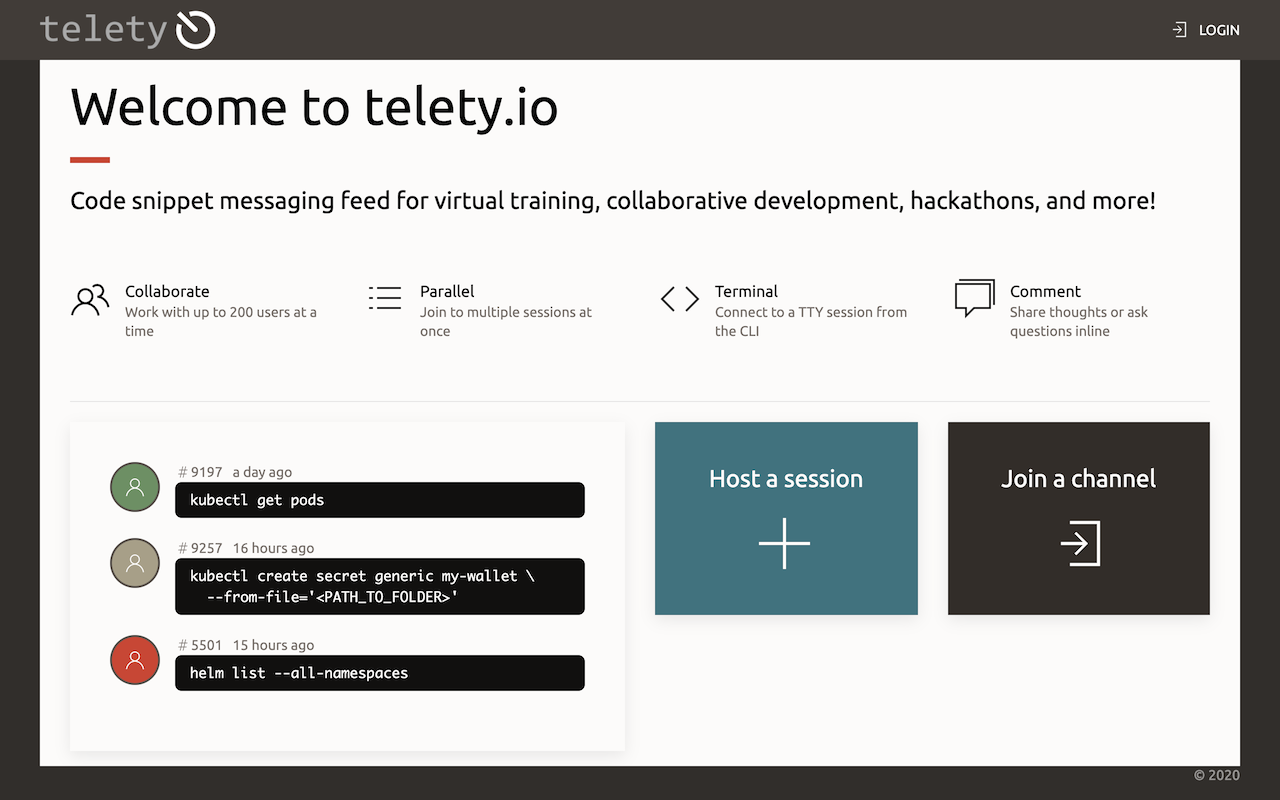 telety
LOGIN
Welcome to telety.io
Code snippet messaging feed for virtual training, collaborative development, hackathons, and more!
Collaborate
Work with up to 200 users at a
time
Parallel
Join to multiple sessions at
once
Terminal
Connect to a TTY session from
the CLI
Comment
Share thoughts or ask
questions inline
# 9197 a day ago
kubectl get pods
# 9257 16 hours ago
kubectl create secret generic my-wallet \
--from-file='<PATH_TO_FOLDER>'
# 5501 15 hours ago
helm list --all-namespaces
Host a session
Join a channel
© 2020